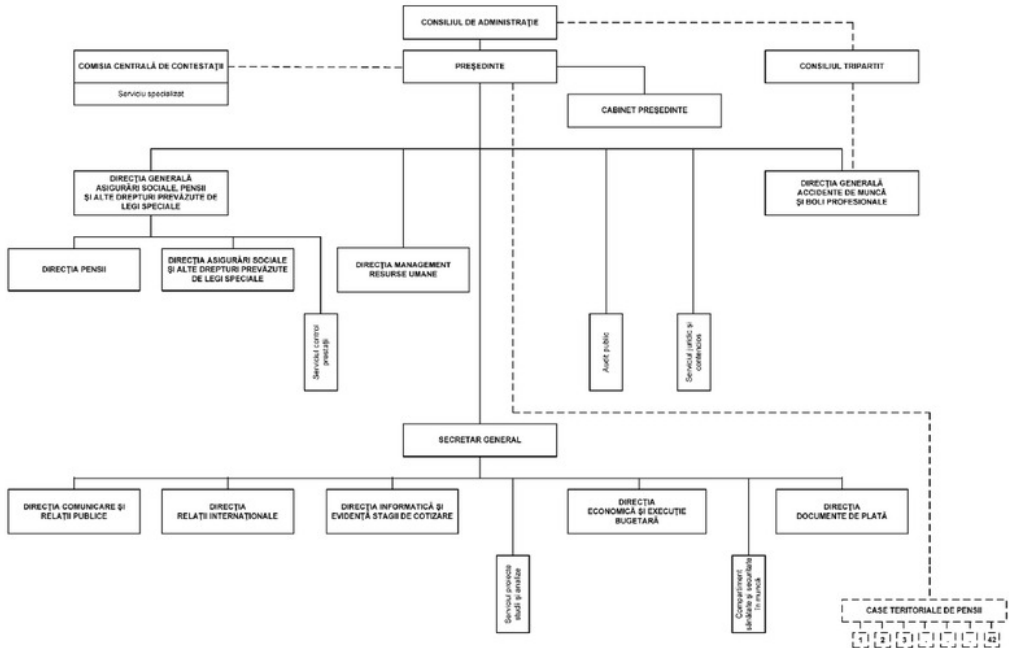 CONSILIUL DE ADMINISTRAȚIE
COMISIA CENTRALĂ DE CONTESTAȚII
Serviciu specializat
PREȘEDINTE
CONSILIUL TRIPARTIT
CABINET PREȘEDINTE
DIRECȚIA GENERALĂ
ASIGURĂRI SOCIALE, PENSII
ȘI ALTE DREPTURI PREVĂZUTE DE
LEGI SPECIALE
DIRECȚIA GENERALĂ
ACCIDENTE DE MUNCĂ
ȘI BOLI PROFESIONALE
DIRECȚIA PENSII
DIRECȚIA ASIGURĂRI SOCIALE
ȘI ALTE DREPTURI PREVĂZUTE
DE LEGI SPECIALE
DIRECȚIA MANAGEMENT
RESURSE UMANE
Serviciul control
prestații
Audit public
Serviciul juridic și
contencios
SECRETAR GENERAL
DIRECȚIA COMUNICARE ȘI
RELAȚII PUBLICE
DIRECȚIA
RELAȚII INTERNAȚIONALE
DIRECȚIA INFORMATICĂ ȘI
EVIDENȚĂ STAGII DE COTIZARE
DIRECȚIA
ECONOMICĂ ȘI EXECUȚIE
BUGETARĂ
DIRECȚIA
DOCUMENTE DE PLATĂ
Serviciul proiecte
studii și analize
Compartiment
sănătate și securitate
în muncă
CASE TERITORIALE DE PENSII
1 2 3 . . . 42